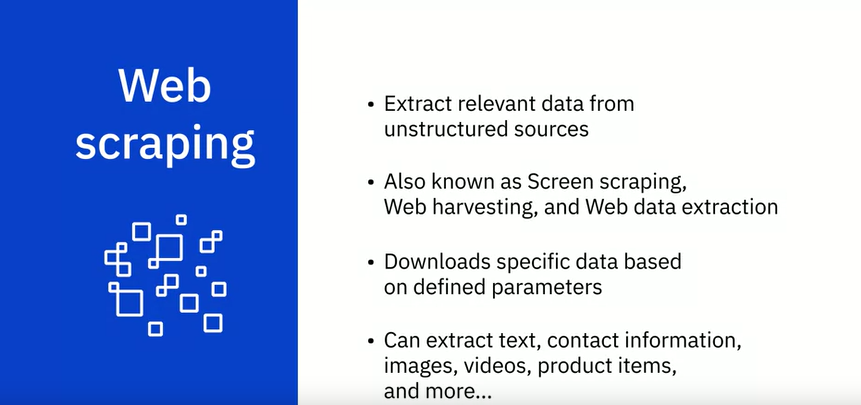 Web
scraping
• Extract relevant data from
unstructured sources
• Also known as Screen scraping,
Web harvesting, and Web data extraction
• Downloads specific data based
on defined parameters
• Can extract text, contact information,
images, videos, product items,
and more...